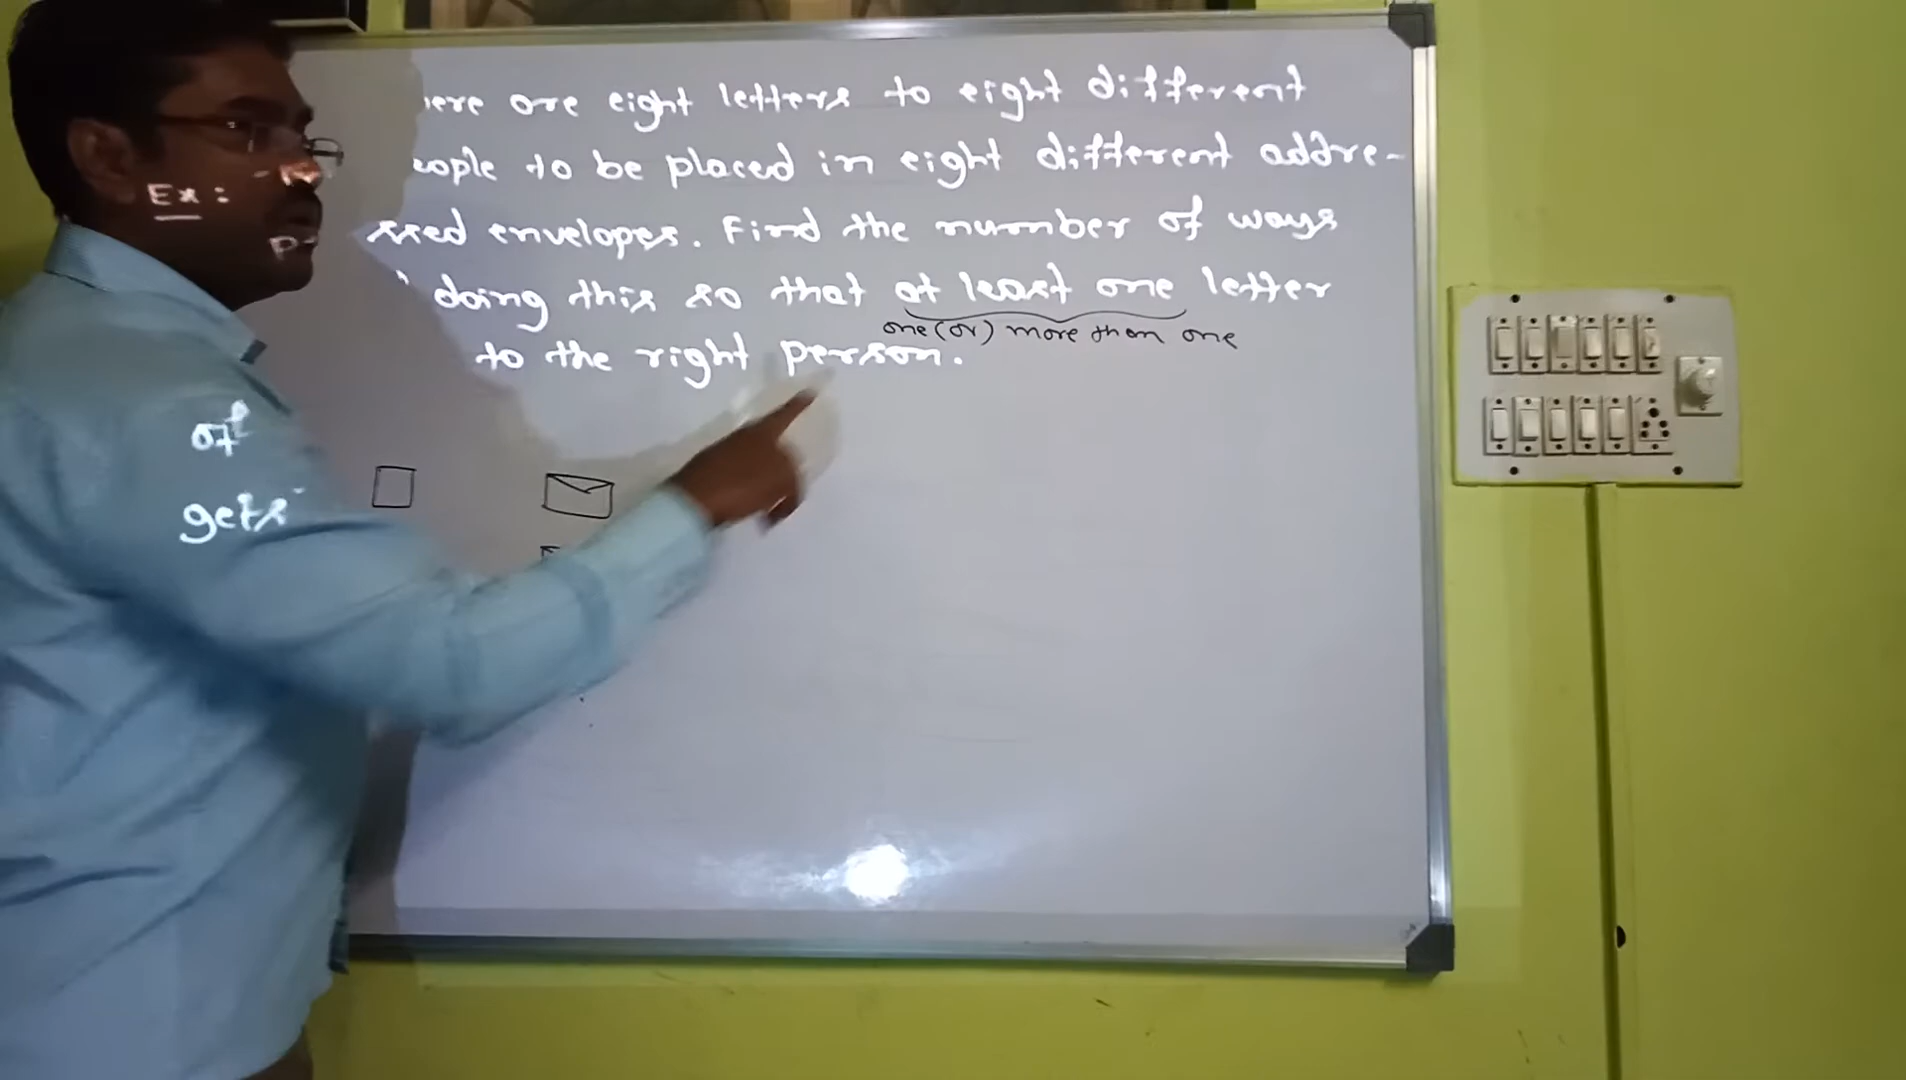 Ex: ere are eight letters to eight different
P eople to be placed in eight different addre-
ssed envelopes. Find the number of ways
of doing this so that at least one letter
one (or) more than one
gets to the right person.